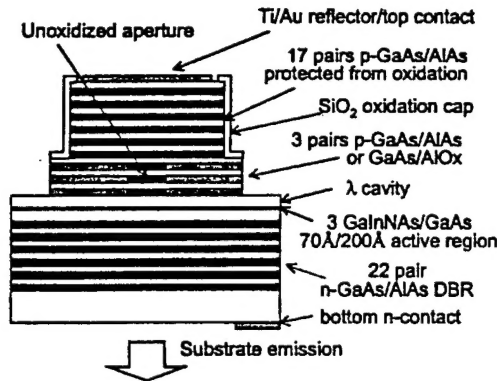 Ti/Au reflector/top contact
Unoxidized aperture
17 pairs p-GaAs/AlAs
protected from oxidation
SiO₂ oxidation cap
3 pairs p-GaAs/AlAs
or GaAs/AlOx
λ cavity
3 GaInNAs/GaAs
70Å/200Å active region
22 pair
n-GaAs/AlAs DBR
bottom n-contact
Substrate emission